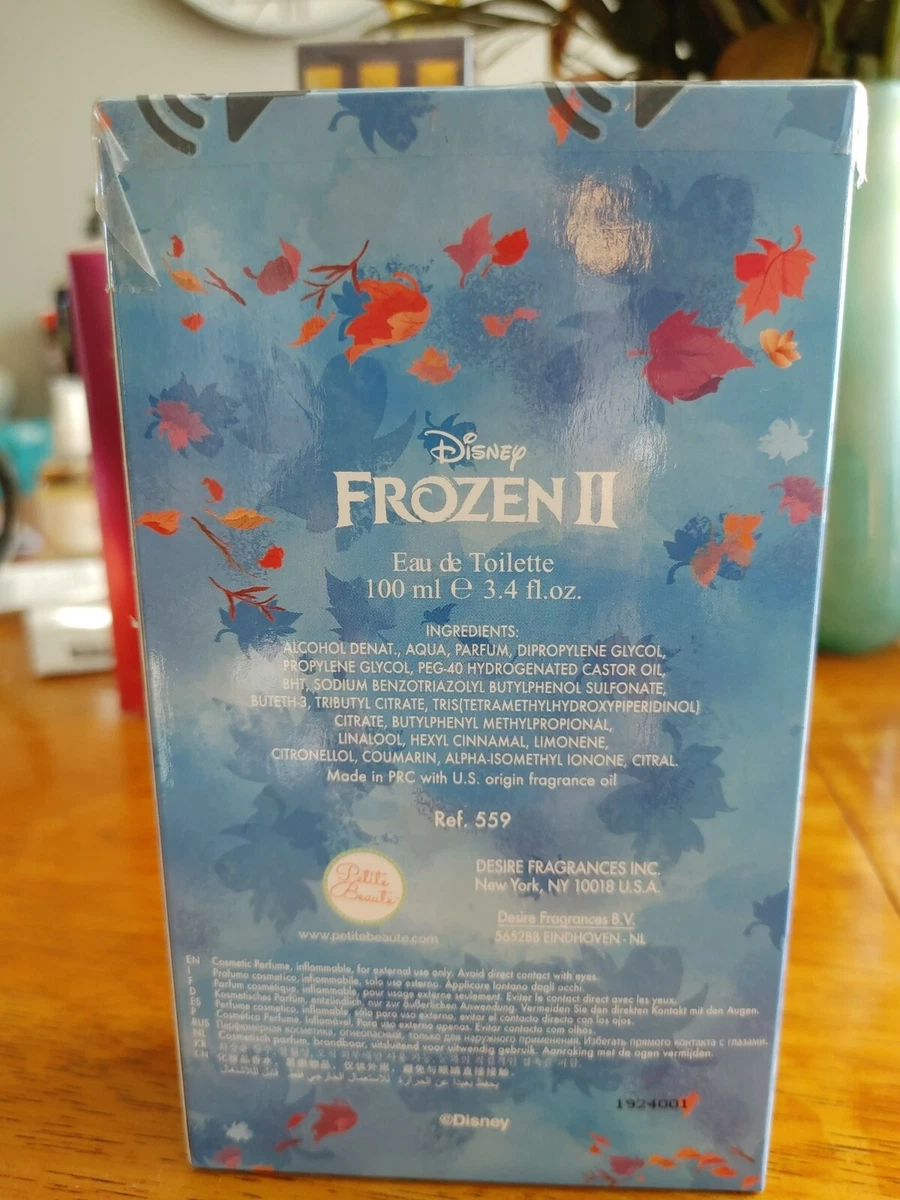 Disney
FROZEN II
Eau de Toilette
100 ml ℮ 3.4 fl.oz.
INGREDIENTS:
ALCOHOL DENAT., AQUA, PARFUM, DIPROPYLENE GLYCOL,
PROPYLENE GLYCOL, PEG-40 HYDROGENATED CASTOR OIL,
BHT, SODIUM BENZOTRIAZOLYL BUTYLPHENOL SULFONATE,
BUTETH-3, TRIBUTYL CITRATE, TRIS(TETRAMETHYLHYDROXYPIPERIDINOL)
CITRATE, BUTYLPHENYL METHYLPROPIONAL,
LINALOOL, HEXYL CINNAMAL, LIMONENE,
CITRONELLOL, COUMARIN, ALPHA-ISOMETHYL IONONE, CITRAL.
Made in PRC with U.S. origin fragrance oil
Ref. 559
Petite
Beaute
www.petitebeaute.com
DESIRE FRAGRANCES INC.
New York, NY 10018 U.S.A.
Desire Fragrances B.V.
5652BB EINDHOVEN - NL
EN Cosmetic Perfume, inflammable, for external use only. Avoid direct contact with eyes.
I Profumo cosmetico, infiammabile, solo uso esterno. Applicare lontano dagli occhi.
F Parfum cosmétique, inflammable, pour usage externe seulement. Eviter le contact direct avec les yeux.
D Kosmetisches Parfüm, entzündlich, nur zur äußerlichen Anwendung. Vermeiden Sie den direkten Kontakt mit den Augen.
ES Perfume cosmético, inflamable, para uso externo, evitar el contacto directo con los ojos.
P Cosmético Perfume. Inflamável. Para uso externo apenas. Evitar contato com olhos.
RUS Парфюмерная косметика, огнеопасная, только для наружного применения. Избегать прямого контакта с глазами.
NL Cosmetisch parfum, brandbaar, uitsluitend voor uitwendig gebruik. Aanraking met de ogen vermijden.
KR
CN
1924001
©Disney